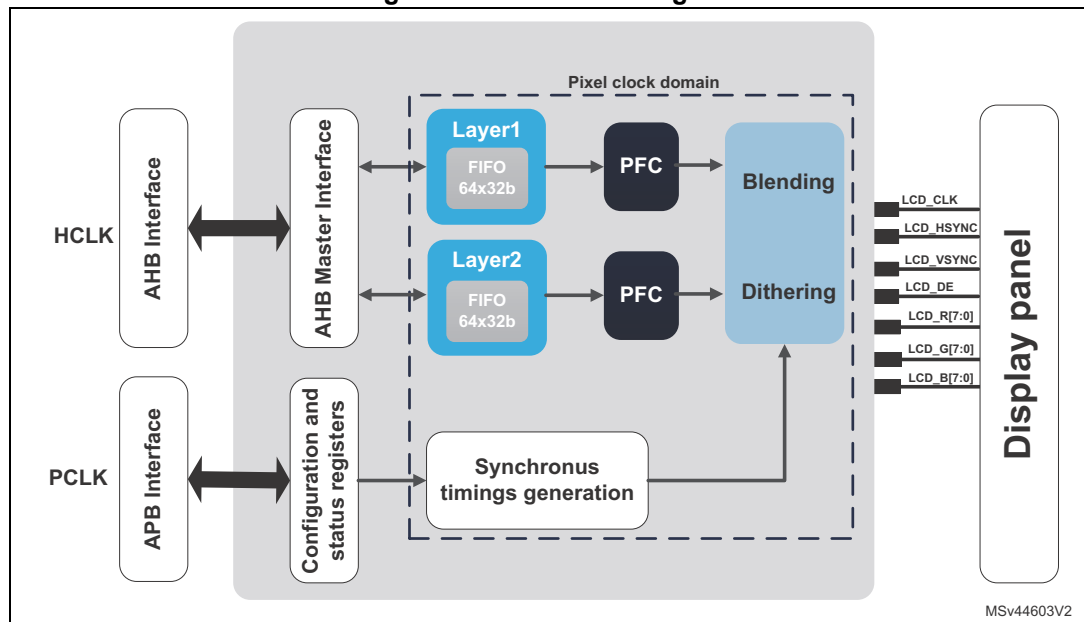 Pixel clock domain
HCLK
AHB Interface
AHB Master Interface
Layer1
FIFO
64x32b
PFC
Layer2
FIFO
64x32b
PFC
Blending
Dithering
LCD_CLK
LCD_HSYNC
LCD_VSYNC
LCD_DE
LCD_R[7:0]
LCD_G[7:0]
LCD_B[7:0]
Display panel
PCLK
APB Interface
Configuration and
status registers
Synchronus
timings generation
MSv44603V2